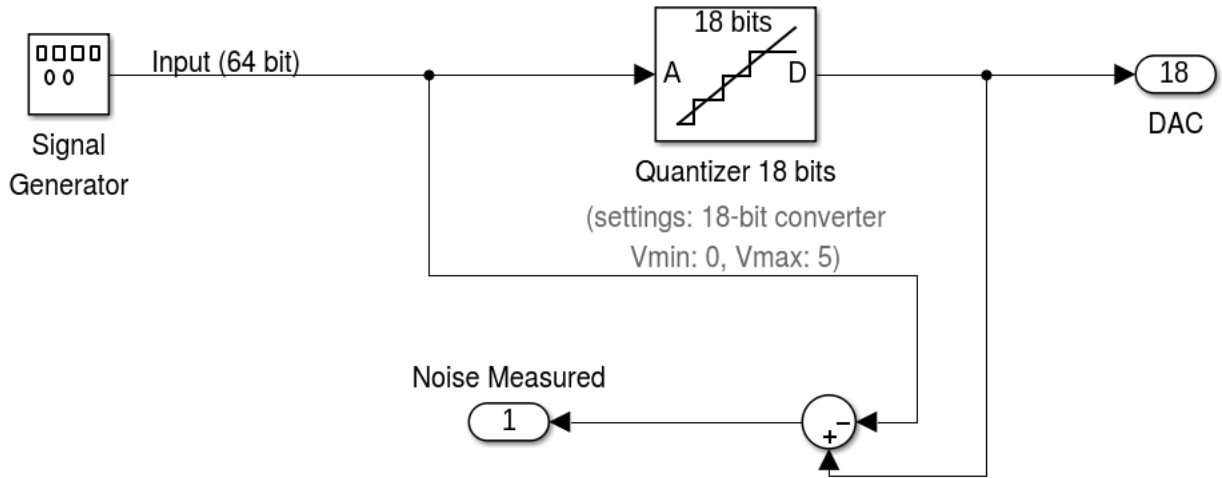 18 bits
Input (64 bit)
A
D
18
Signal
Generator
DAC
Quantizer 18 bits
(settings: 18-bit converter
Vmin: 0, Vmax: 5)
Noise Measured
1
−
+